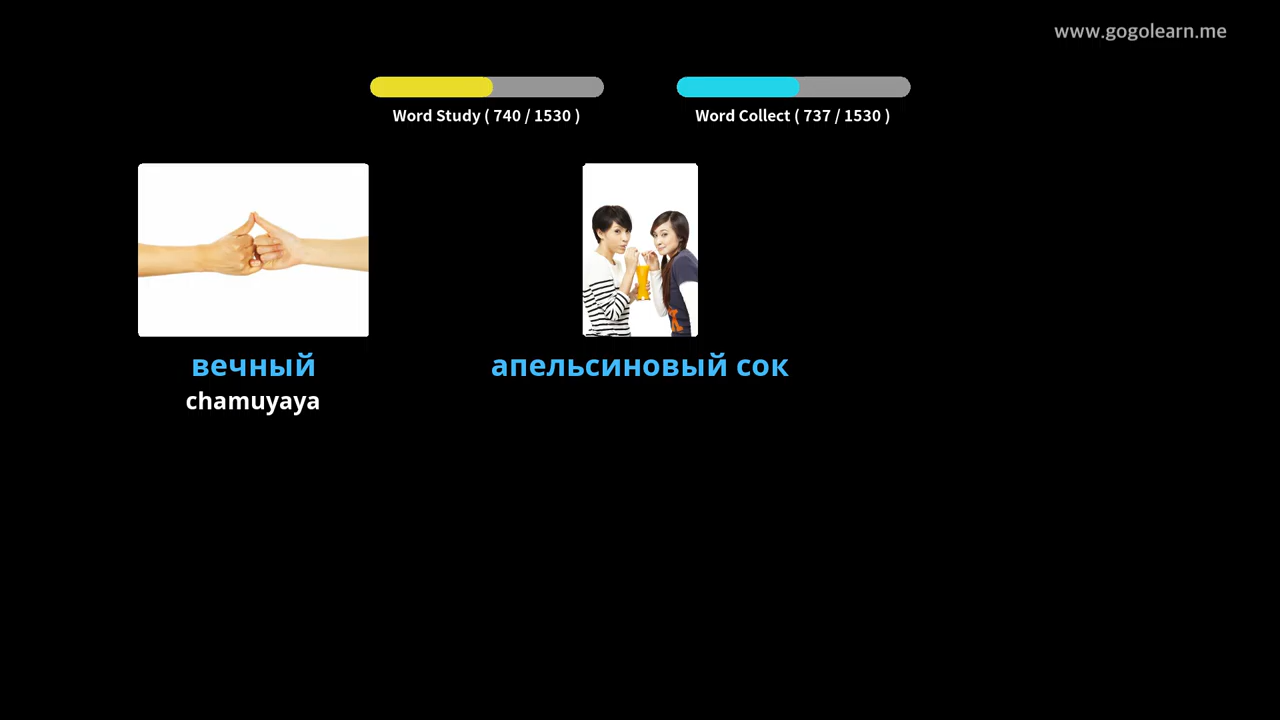 www.gogolearn.me
Word Study ( 740 / 1530 )
Word Collect ( 737 / 1530 )
вечный
chamuyaya
апельсиновый сок